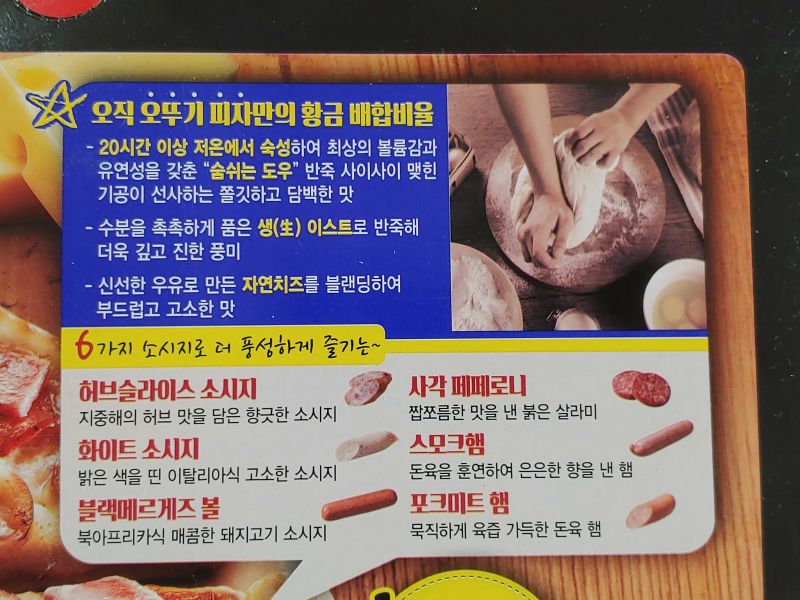 오직 오뚜기 피자만의 황금 배합비율
- 20시간 이상 저온에서 숙성하여 최상의 볼륨감과
유연성을 갖춘 “숨쉬는 도우” 반죽 사이사이 맺힌
기공이 선사하는 쫄깃하고 담백한 맛
- 수분을 촉촉하게 품은 생(生) 이스트로 반죽해
더욱 깊고 진한 풍미
- 신선한 우유로 만든 자연치즈를 블랜딩하여
부드럽고 고소한 맛
6가지 소시지로 더 풍성하게 즐기는~
허브슬라이스 소시지
지중해의 허브 맛을 담은 향긋한 소시지
화이트 소시지
밝은 색을 띤 이탈리아식 고소한 소시지
블랙메르게즈 볼
북아프리카식 매콤한 돼지고기 소시지
사각 페페로니
짭쪼름한 맛을 낸 붉은 살라미
스모크햄
돈육을 훈연하여 은은한 향을 낸 햄
포크미트 햄
묵직하게 육즙 가득한 돈육 햄